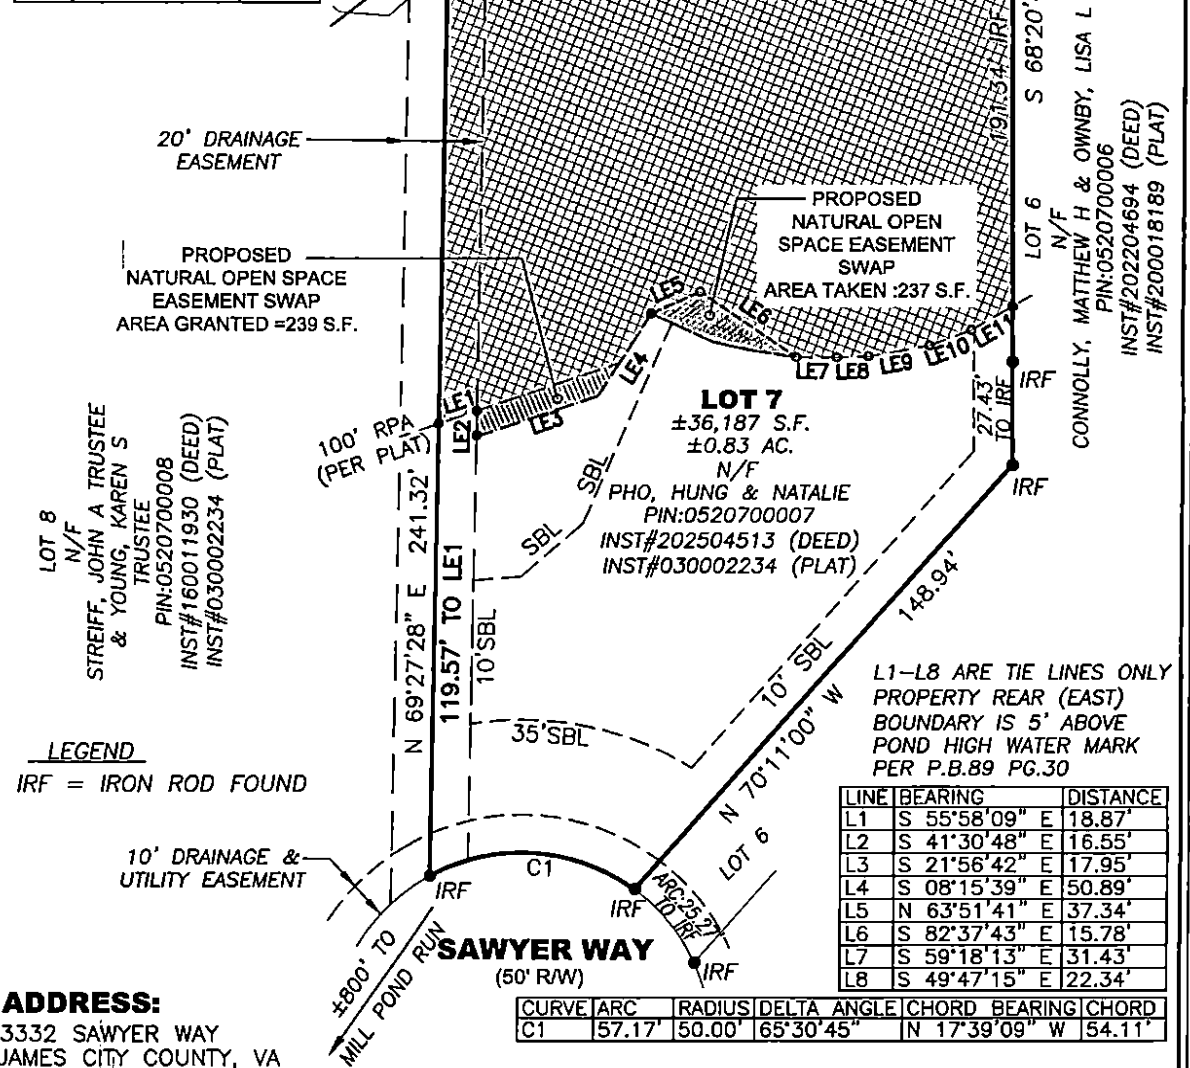 20' DRAINAGE
EASEMENT
PROPOSED
NATURAL OPEN SPACE
EASEMENT SWAP
AREA GRANTED =239 S.F.
PROPOSED
NATURAL OPEN
SPACE EASEMENT
SWAP
AREA TAKEN :237 S.F.
191.34' IRF
S 68°20'
LOT 6
N/F
CONNOLLY, MATTHEW H & OWNBY, LISA L
PIN:0520700006
INST#202204694 (DEED)
INST#200018189 (PLAT)
LE5
LE6
LE4
LE7
LE8
LE9
LE10
LE11
LE1
LE2
LE3
100' RPA
(PER PLAT)
LOT 7
±36,187 S.F.
±0.83 AC.
N/F
PHO, HUNG & NATALIE
PIN:0520700007
INST#202504513 (DEED)
INST#030002234 (PLAT)
27.43'
TO IRF
IRF
IRF
LOT 8
N/F
STREIFF, JOHN A TRUSTEE
& YOUNG, KAREN S
TRUSTEE
PIN:0520700008
INST#160011930 (DEED)
INST#030002234 (PLAT)
N 69°27'28" E 241.32'
119.57' TO LE1
10'SBL
SBL
SBL
35'SBL
10' SBL
148.94'
N 70°11'00" W
LOT 6
LEGEND
IRF = IRON ROD FOUND
10' DRAINAGE &
UTILITY EASEMENT
C1
IRF
IRF
ARC:25.27
TO IRF
IRF
SAWYER WAY
(50' R/W)
±800' TO
MILL POND RUN
L1-L8 ARE TIE LINES ONLY
PROPERTY REAR (EAST)
BOUNDARY IS 5' ABOVE
POND HIGH WATER MARK
PER P.B.89 PG.30
LINE BEARING DISTANCE
L1 S 55°58'09" E 18.87'
L2 S 41°30'48" E 16.55'
L3 S 21°56'42" E 17.95'
L4 S 08°15'39" E 50.89'
L5 N 63°51'41" E 37.34'
L6 S 82°37'43" E 15.78'
L7 S 59°18'13" E 31.43'
L8 S 49°47'15" E 22.34'
CURVE ARC RADIUS DELTA ANGLE CHORD BEARING CHORD
C1 57.17' 50.00' 65°30'45" N 17°39'09" W 54.11'
ADDRESS:
3332 SAWYER WAY
JAMES CITY COUNTY, VA